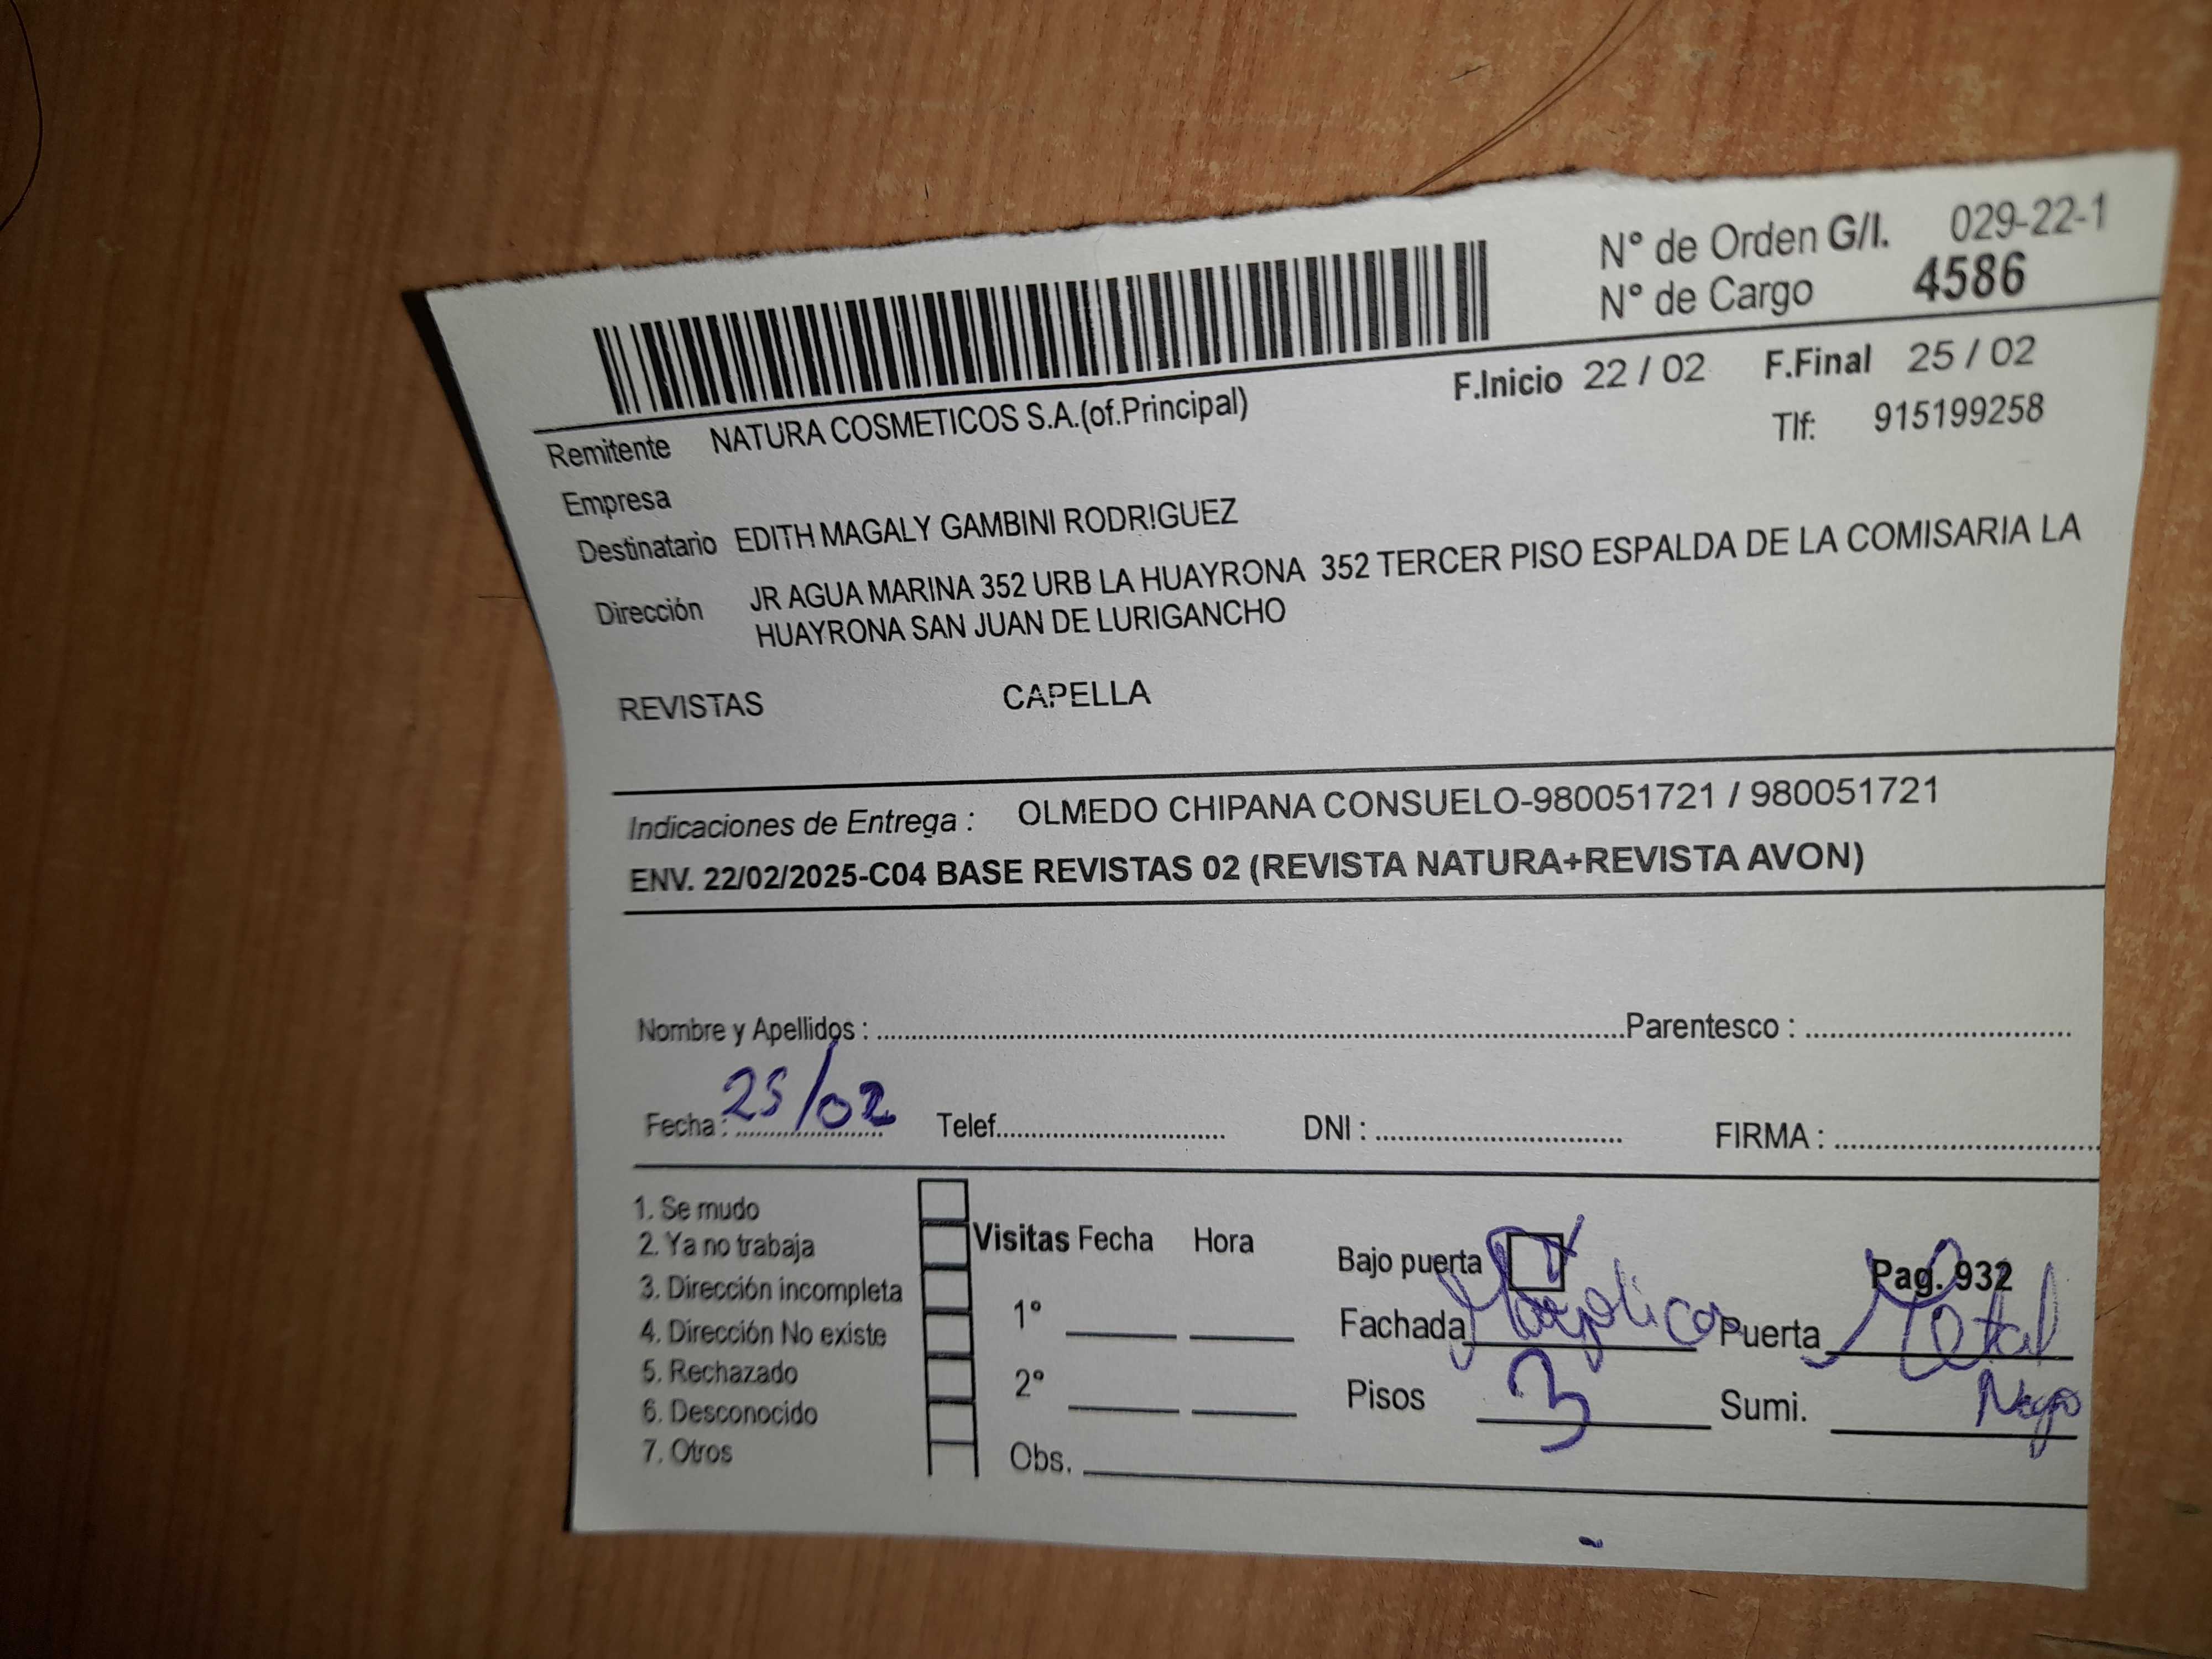 N° de Orden G/I. 029-22-1
N° de Cargo 4586
F.Inicio 22 / 02 F.Final 25 / 02
Remitente NATURA COSMETICOS S.A.(of.Principal)
Tlf: 915199258
Empresa
Destinatario EDITH MAGALY GAMBINI RODR!GUEZ
Dirección JR AGUA MARINA 352 URB LA HUAYRONA 352 TERCER PISO ESPALDA DE LA COMISARIA LA
HUAYRONA SAN JUAN DE LURIGANCHO
REVISTAS CAPELLA
Indicaciones de Entrega : OLMEDO CHIPANA CONSUELO-980051721 / 980051721
ENV. 22/02/2025-C04 BASE REVISTAS 02 (REVISTA NATURA+REVISTA AVON)
Nombre y Apellidos : Parentesco :
Fecha : 25/02 Telef. DNI : FIRMA :
1. Se mudo
2. Ya no trabaja
3. Dirección incompleta
4. Dirección No existe
5. Rechazado
6. Desconocido
7. Otros
Visitas Fecha Hora
1°
2°
Obs.
Bajo puerta
Pag. 932
Fachada Puerta Metal
Negro
Pisos 3 Sumi.